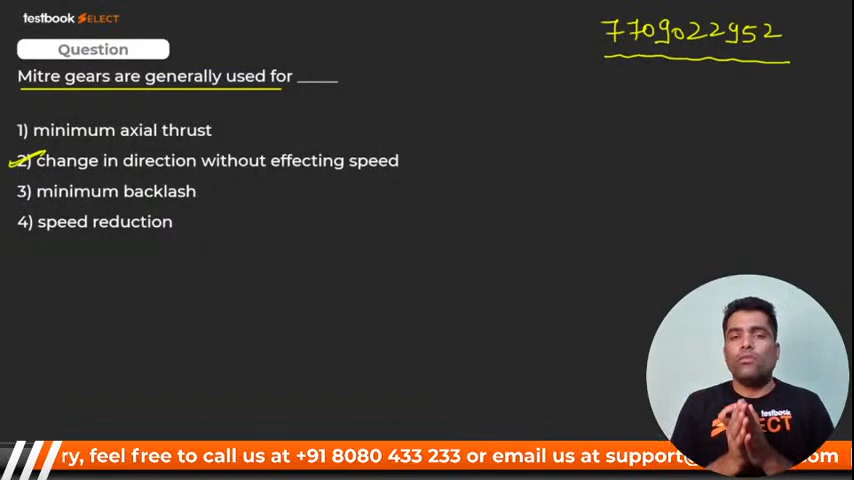 testbook SELECT
7709022952
Question
Mitre gears are generally used for _____
1) minimum axial thrust
2) change in direction without effecting speed
3) minimum backlash
4) speed reduction
testbook
SELECT
ry, feel free to call us at +91 8080 433 233 or email us at support@ om